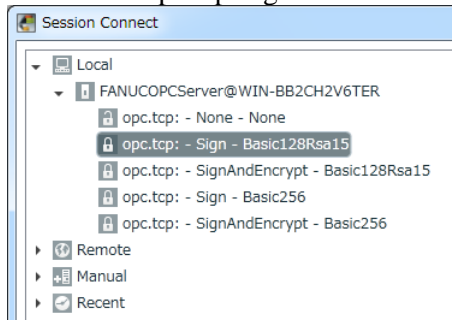 Session Connect
Local
FANUCOPCServer@WIN-BB2CH2V6TER
opc.tcp: - None - None
opc.tcp: - Sign - Basic128Rsa15
opc.tcp: - SignAndEncrypt - Basic128Rsa15
opc.tcp: - Sign - Basic256
opc.tcp: - SignAndEncrypt - Basic256
Remote
Manual
Recent